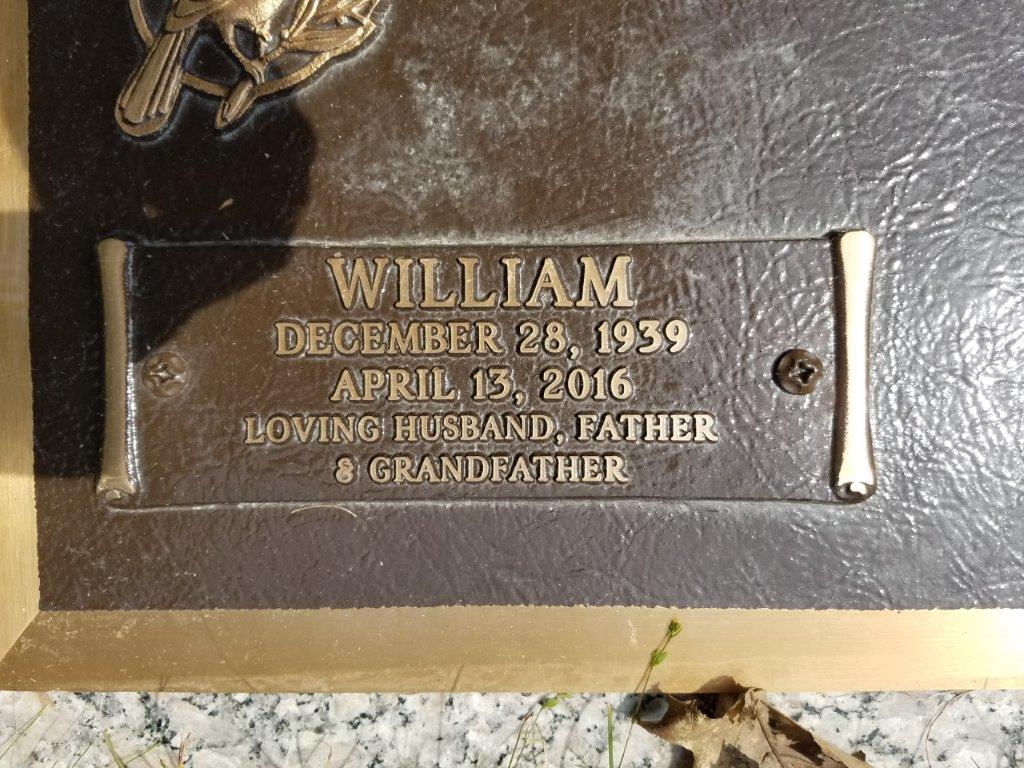 WILLIAM
DECEMBER 28, 1939
APRIL 13, 2016
LOVING HUSBAND, FATHER
& GRANDFATHER